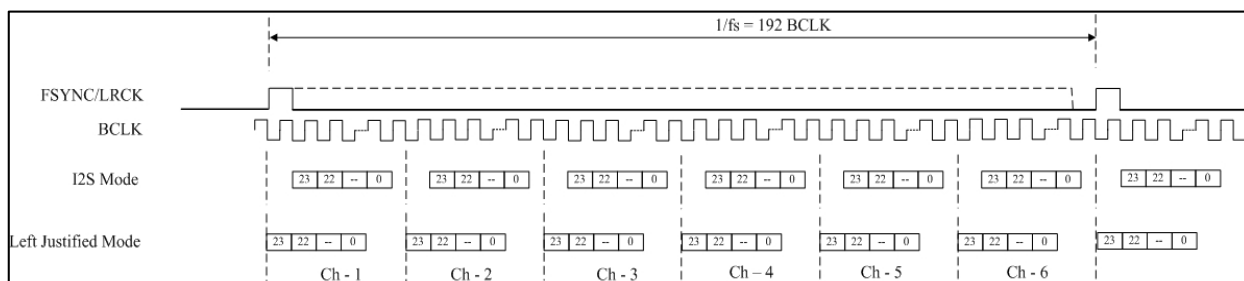 1/fs = 192 BCLK
FSYNC/LRCK
BCLK
I2S Mode 23 22 -- 0 23 22 -- 0 23 22 -- 0 23 22 -- 0 23 22 -- 0 23 22 -- 0 23 22 -- 0
Left Justified Mode 23 22 -- 0 23 22 -- 0 23 22 -- 0 23 22 -- 0 23 22 -- 0 23 22 -- 0 23 22 -- 0
Ch - 1 Ch - 2 Ch - 3 Ch – 4 Ch - 5 Ch - 6